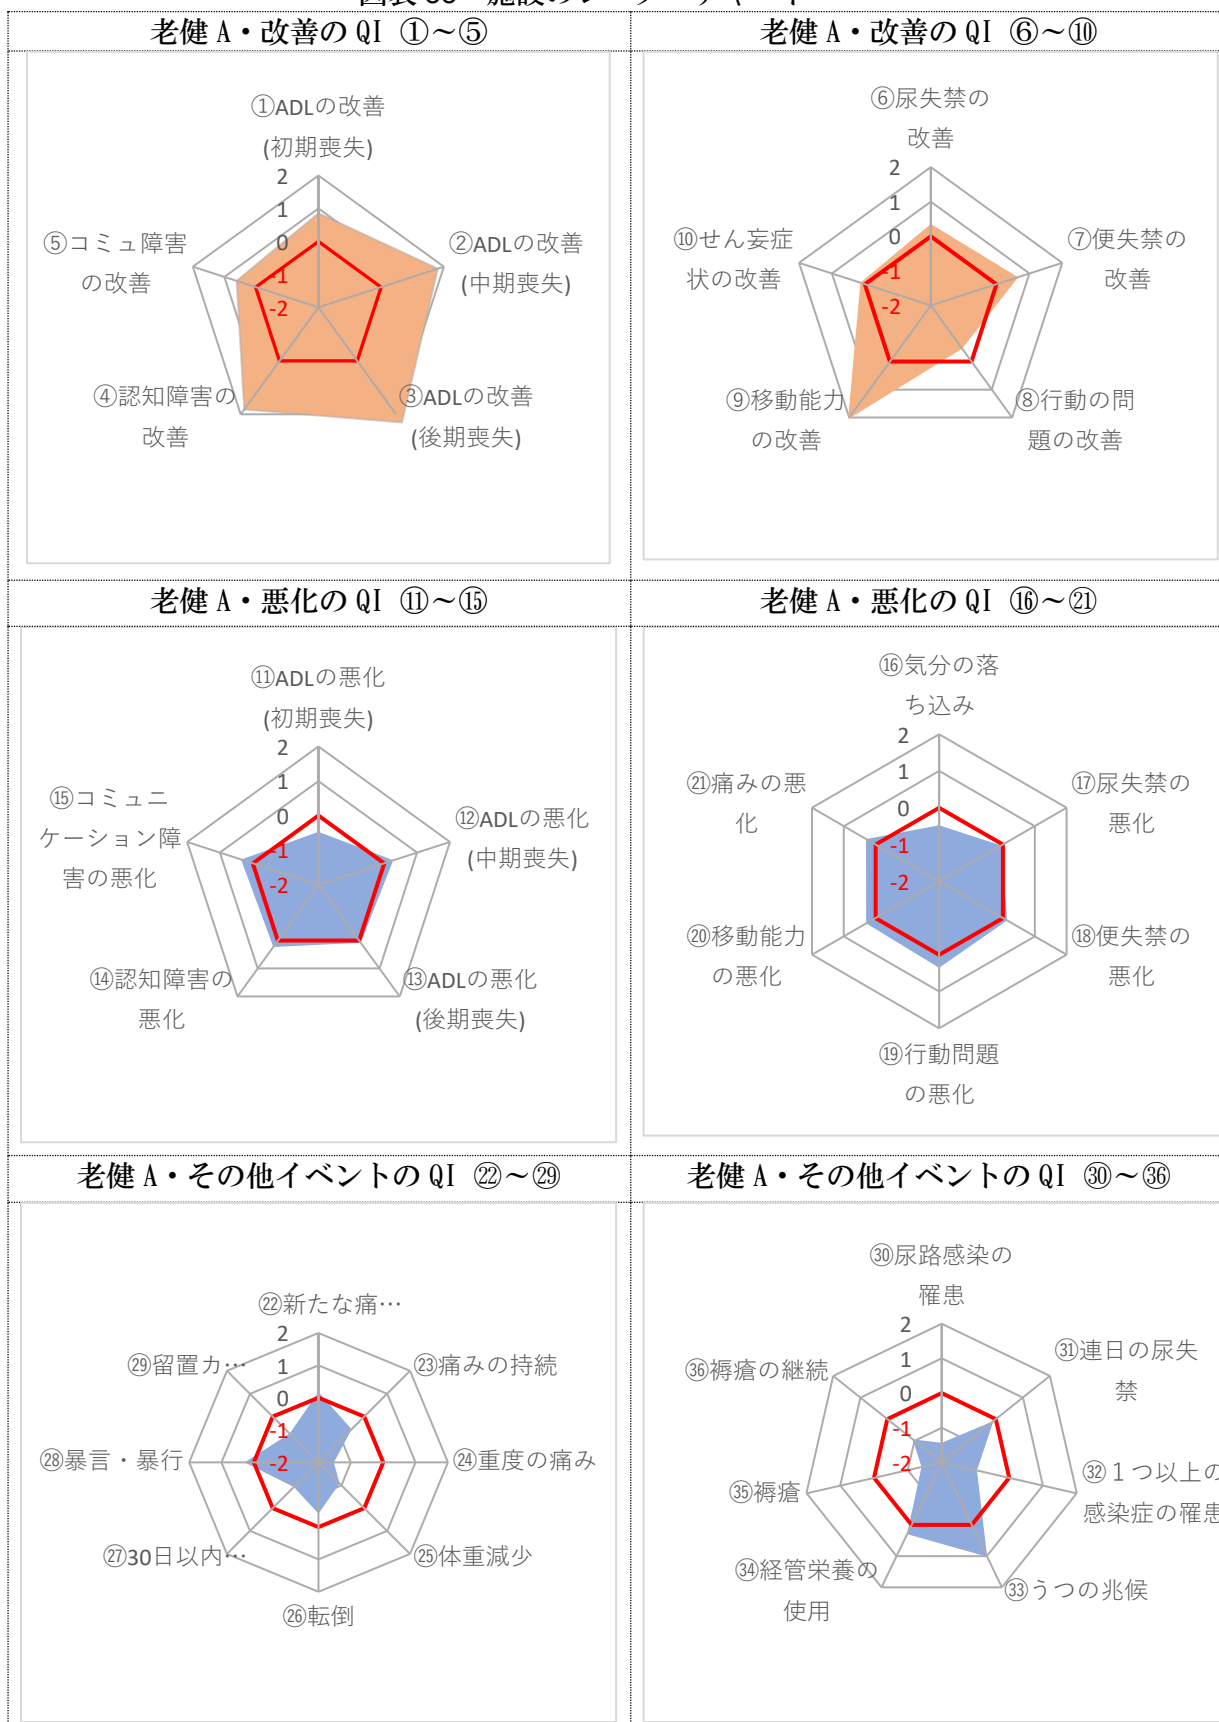 老健 A・改善の QI ①～⑤
老健 A・改善の QI ⑥～⑩
①ADLの改善
(初期喪失)
2
1
0
-1
-2
②ADLの改善
(中期喪失)
③ADLの改善
(後期喪失)
④認知障害の
改善
⑤コミュ障害
の改善
⑥尿失禁の
改善
2
1
0
-1
-2
⑦便失禁の
改善
⑧行動の問
題の改善
⑨移動能力
の改善
⑩せん妄症
状の改善
老健 A・悪化の QI ⑪～⑮
老健 A・悪化の QI ⑯～㉑
⑪ADLの悪化
(初期喪失)
2
1
0
-1
-2
⑫ADLの悪化
(中期喪失)
⑬ADLの悪化
(後期喪失)
⑭認知障害の
悪化
⑮コミュニ
ケーション障
害の悪化
⑯気分の落
ち込み
2
1
0
-1
-2
⑰尿失禁の
悪化
⑱便失禁の
悪化
⑲行動問題
の悪化
⑳移動能力
の悪化
㉑痛みの悪
化
老健 A・その他イベントの QI ㉒～㉙
老健 A・その他イベントの QI ㉚～㊱
㉒新たな痛…
2
1
0
-1
-2
㉓痛みの持続
㉔重度の痛み
㉕体重減少
㉖転倒
㉗30日以内…
㉘暴言・暴行
㉙留置カ…
㉚尿路感染の
罹患
2
1
0
-1
-2
㉛連日の尿失
禁
㉜１つ以上の
感染症の罹患
㉝うつの兆候
㉞経管栄養の
使用
㉟褥瘡
㊱褥瘡の継続